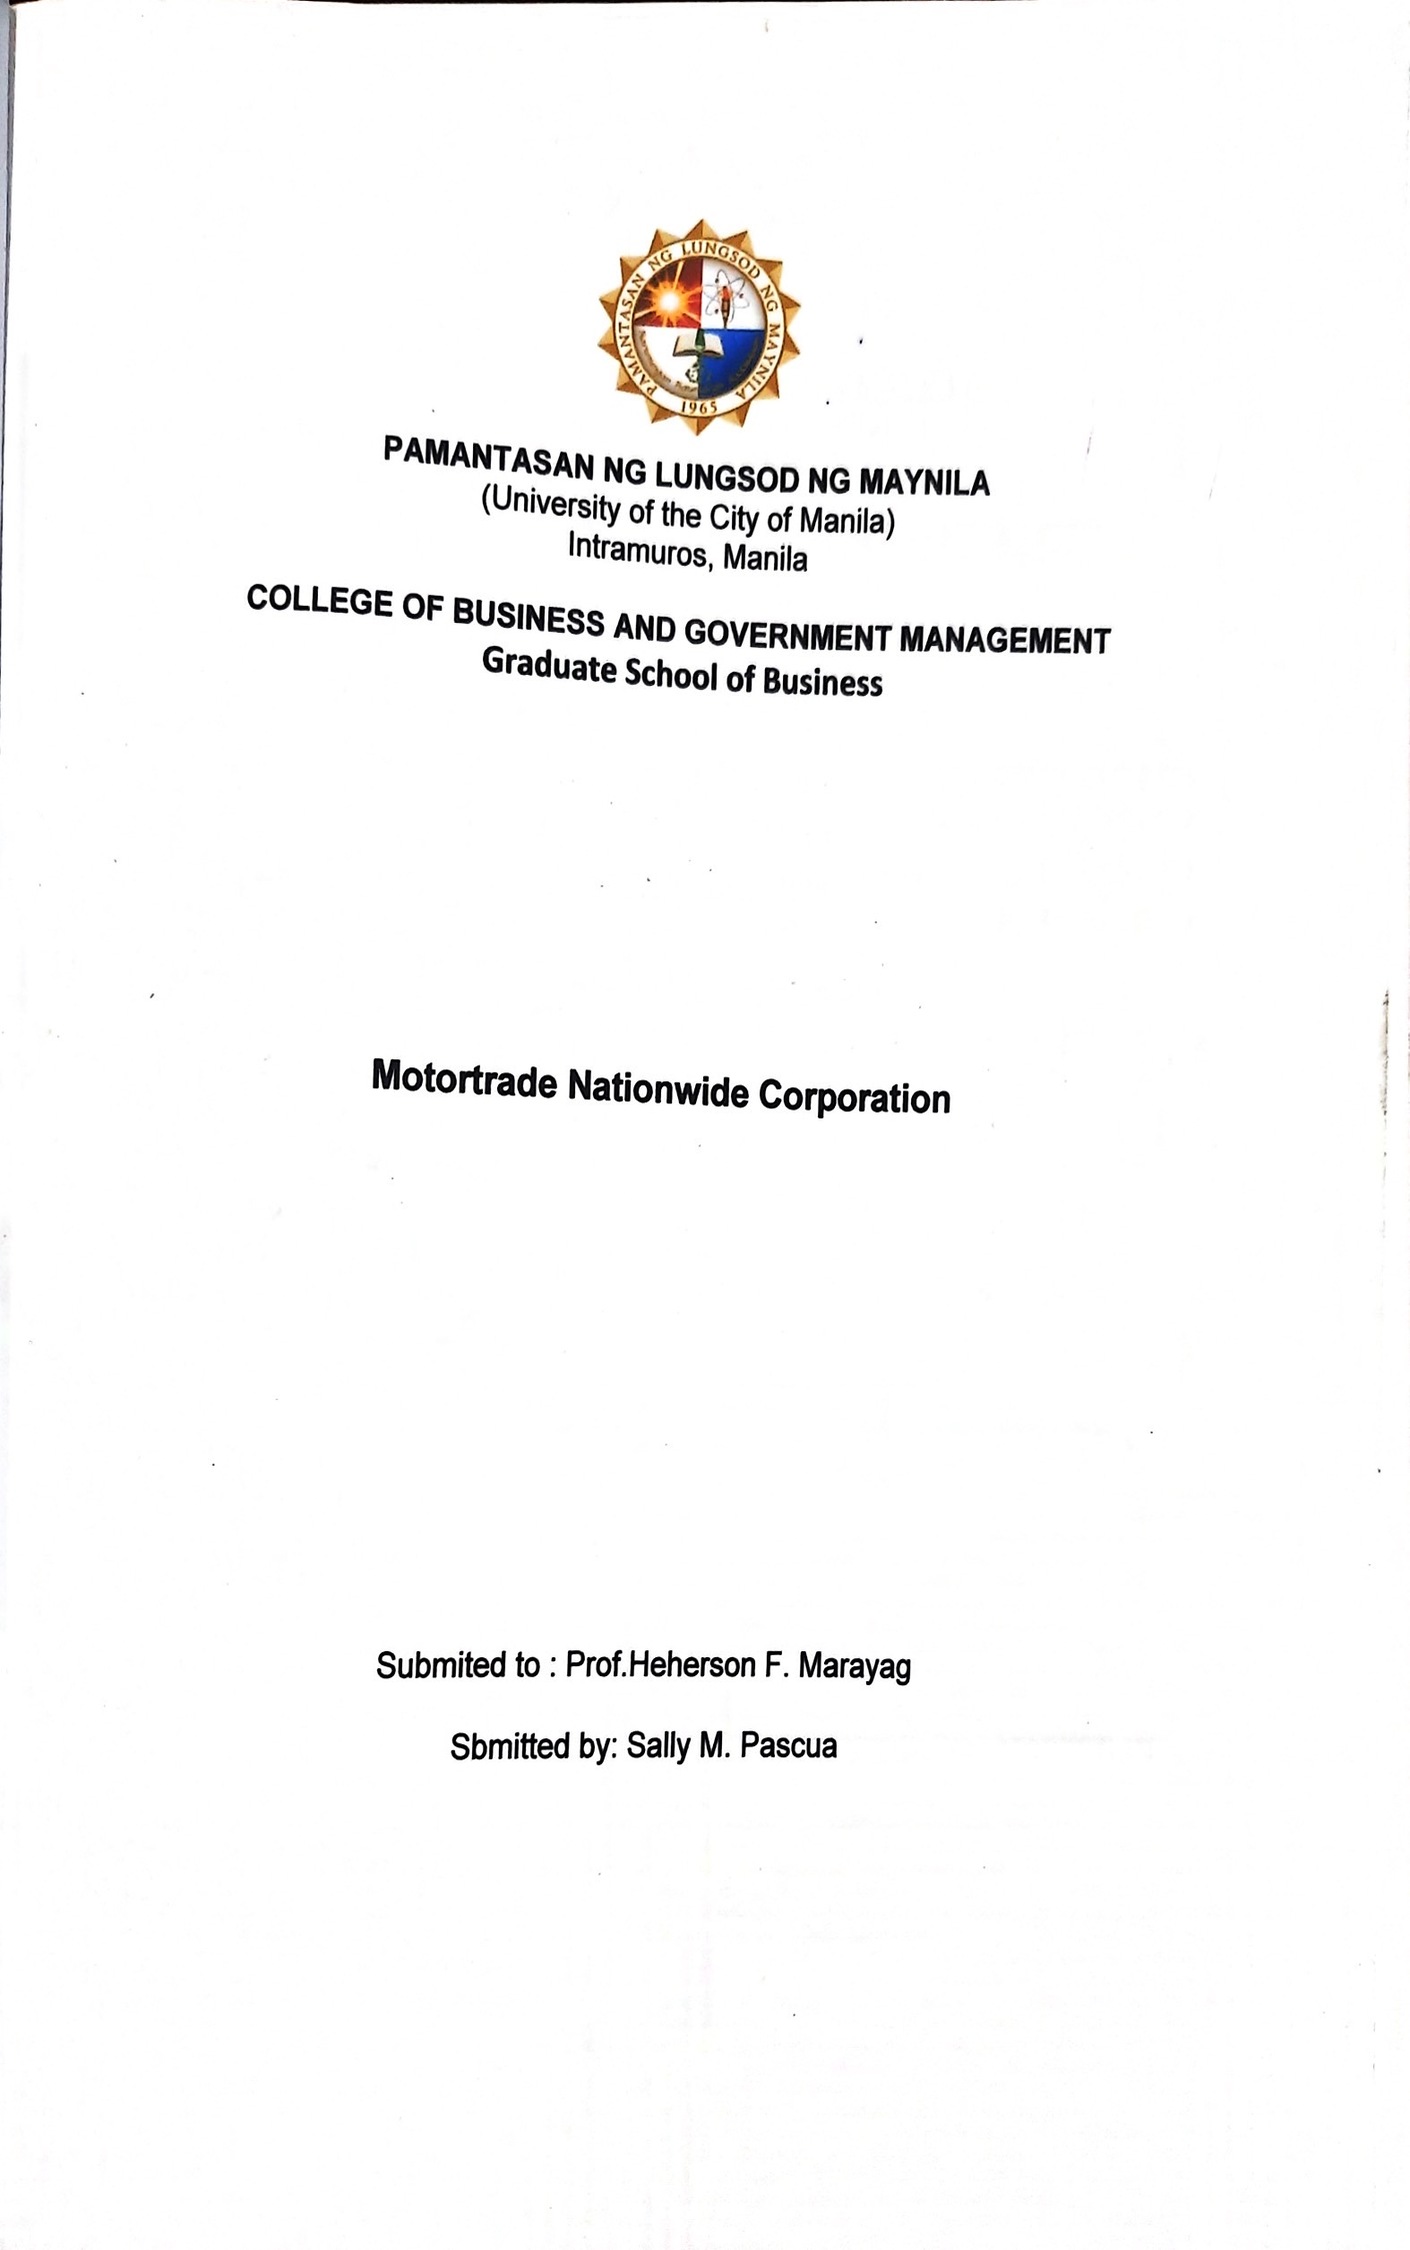 PAMANTASAN NG LUNGSOD NG MAYNILA
1965
PAMANTASAN NG LUNGSOD NG MAYNILA
(University of the City of Manila)
Intramuros, Manila
COLLEGE OF BUSINESS AND GOVERNMENT MANAGEMENT
Graduate School of Business
Motortrade Nationwide Corporation
Submited to : Prof.Heherson F. Marayag
Sbmitted by: Sally M. Pascua